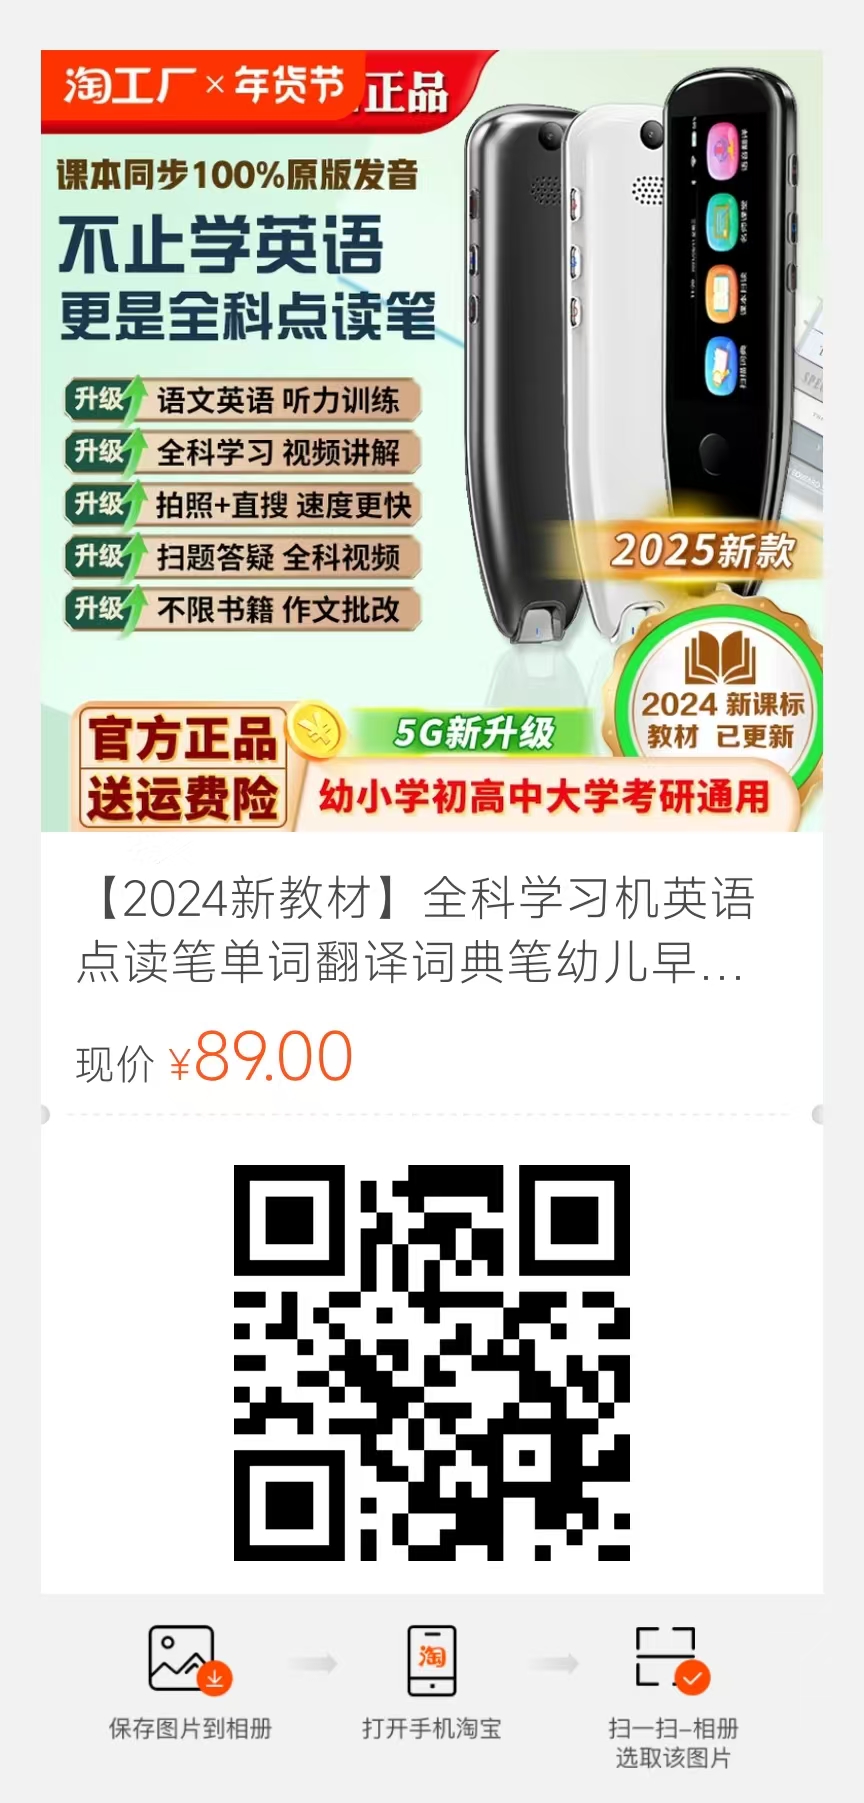 淘工厂×年货节
正品
课本同步100%原版发音
不止学英语
更是全科点读笔
升级 语文英语 听力训练
升级 全科学习 视频讲解
升级 拍照+直搜 速度更快
升级 扫题答疑 全科视频
升级 不限书籍 作文批改
2025新款
2024 新课标
教材 已更新
官方正品
送运费险
5G新升级
幼小学初高中大学考研通用
【2024新教材】全科学习机英语
点读笔单词翻译词典笔幼儿早...
现价 ¥89.00
淘
保存图片到相册
打开手机淘宝
扫一扫-相册
选取该图片